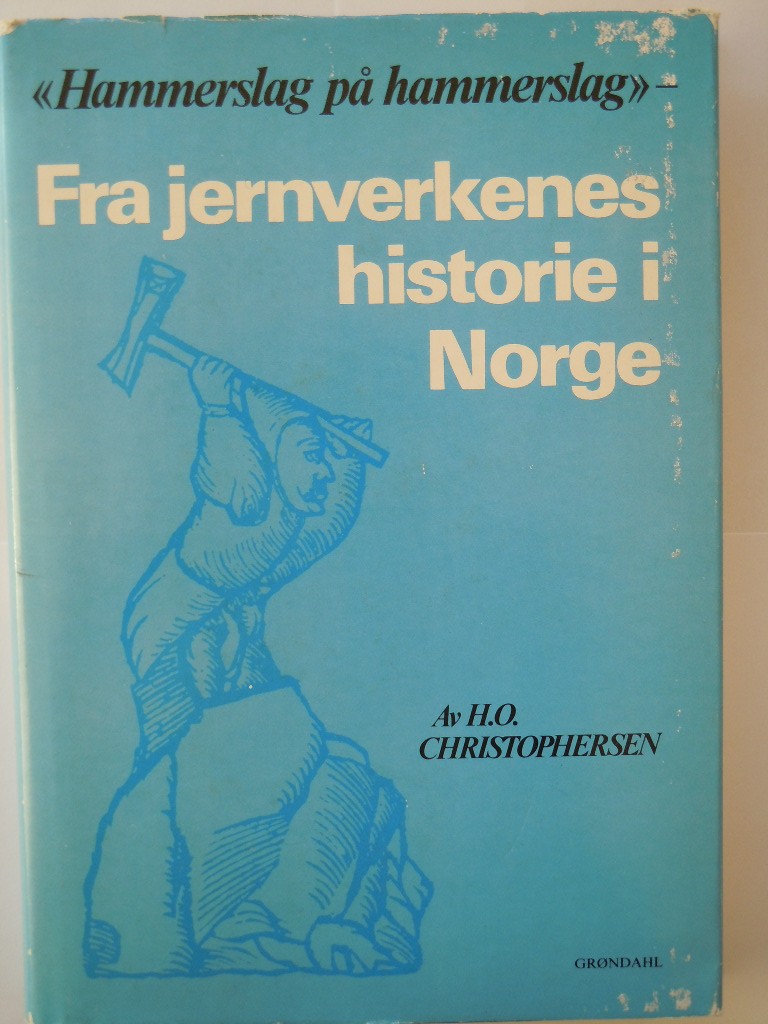 «Hammerslag på hammerslag» –
Fra jernverkenes
historie i
Norge
Av H.O.
CHRISTOPHERSEN
GRØNDAHL